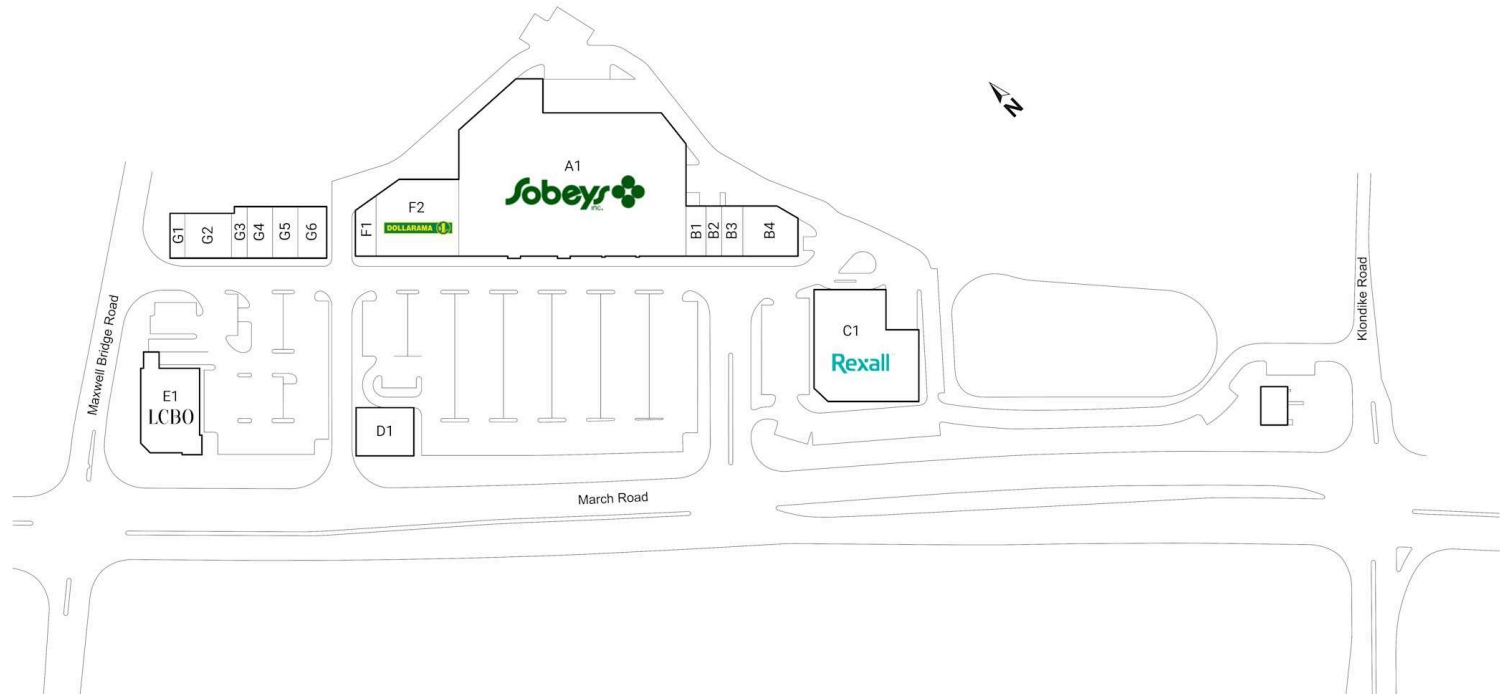 A1
Sobeys
INC.
F2
DOLLARAMA
F1
G1
G2
G3
G4
G5
G6
B1
B2
B3
B4
N
C1
Rexall
E1
LCBO
D1
Maxwell Bridge Road
Klondike Road
March Road